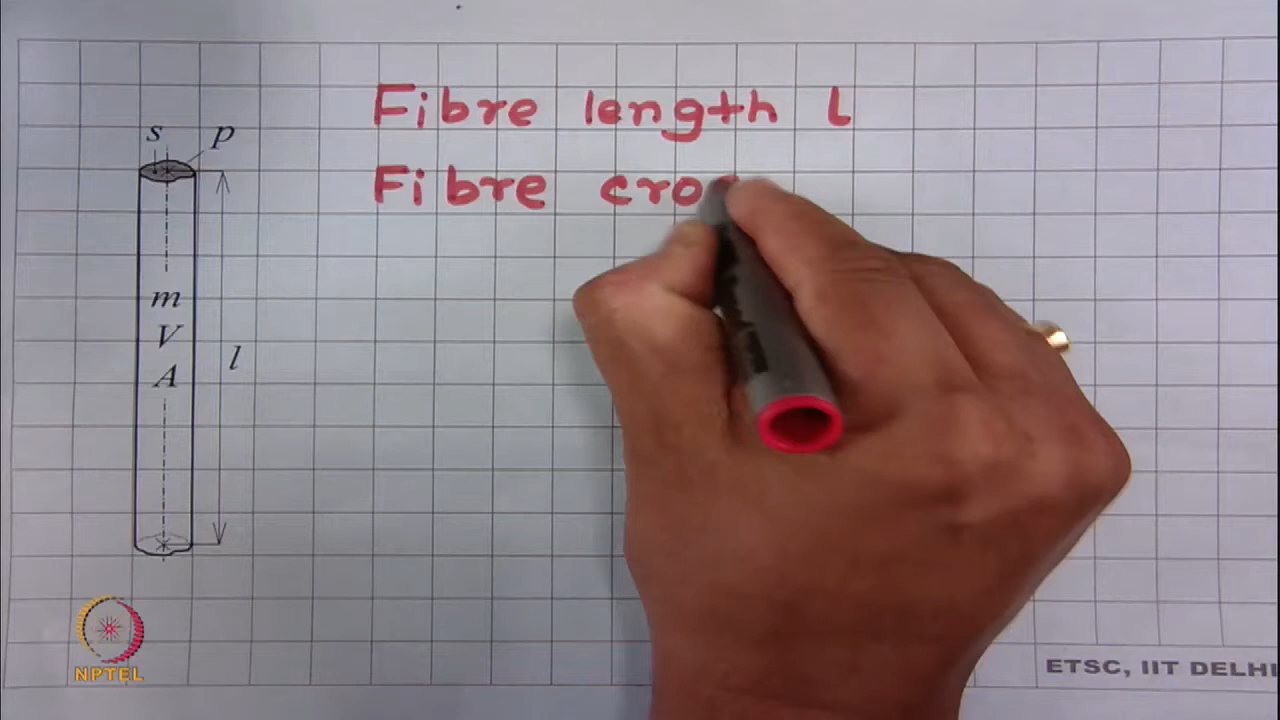 Fibre length l
Fibre cro
s p
m
V
A
l
NPTEL
ETSC, IIT DELHI